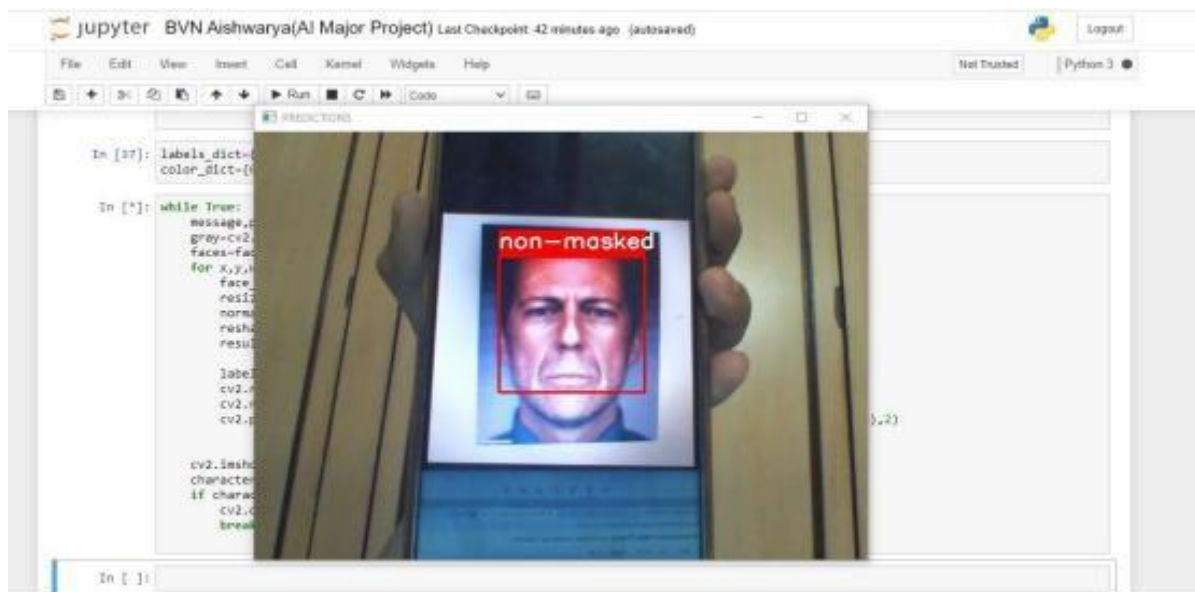 jupyter BVN Aishwarya(AI Major Project) Last Checkpoint: 42 minutes ago (autosaved)
Logout
File Edit View Insert Cell Kernel Widgets Help
Not Trusted Python 3
Run Code
PREDICTIONS
In [37]: labels_dict={
color_dict={
In [*]: while True:
message,
gray=cv2.
faces=fac
for x,y,
face_
resi
norma
resha
resul
label
cv2.
cv2.
cv2.p
),2)
cv2.imsho
character
if charac
cv2.
break
In [ ]:
non-masked